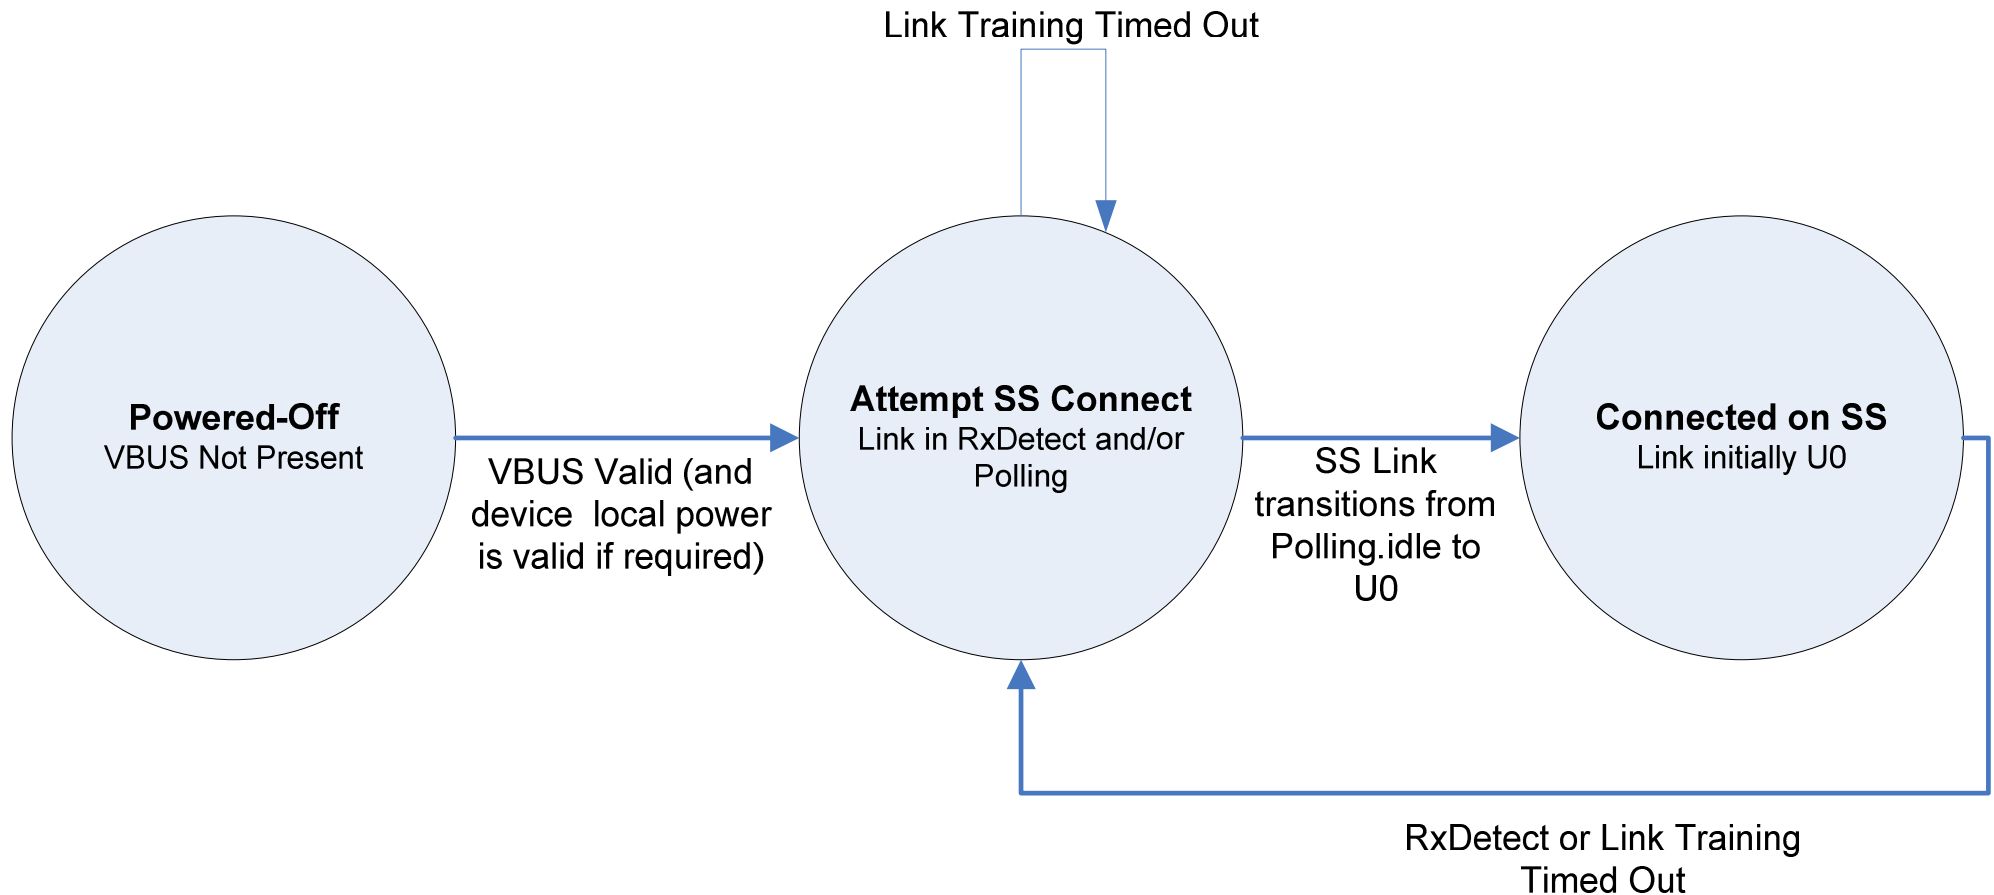 Link Training Timed Out
Powered-Off
VBUS Not Present
VBUS Valid (and
device local power
is valid if required)
Attempt SS Connect
Link in RxDetect and/or
Polling
SS Link
transitions from
Polling.idle to
U0
Connected on SS
Link initially U0
RxDetect or Link Training
Timed Out